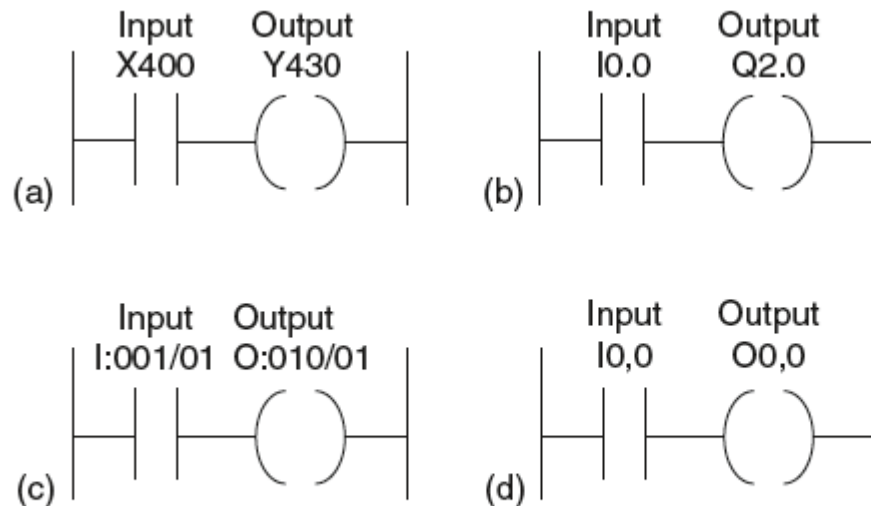 Input Output
X400 Y430
(a)
Input Output
I0.0 Q2.0
(b)
Input Output
I:001/01 O:010/01
(c)
Input Output
I0,0 O0,0
(d)